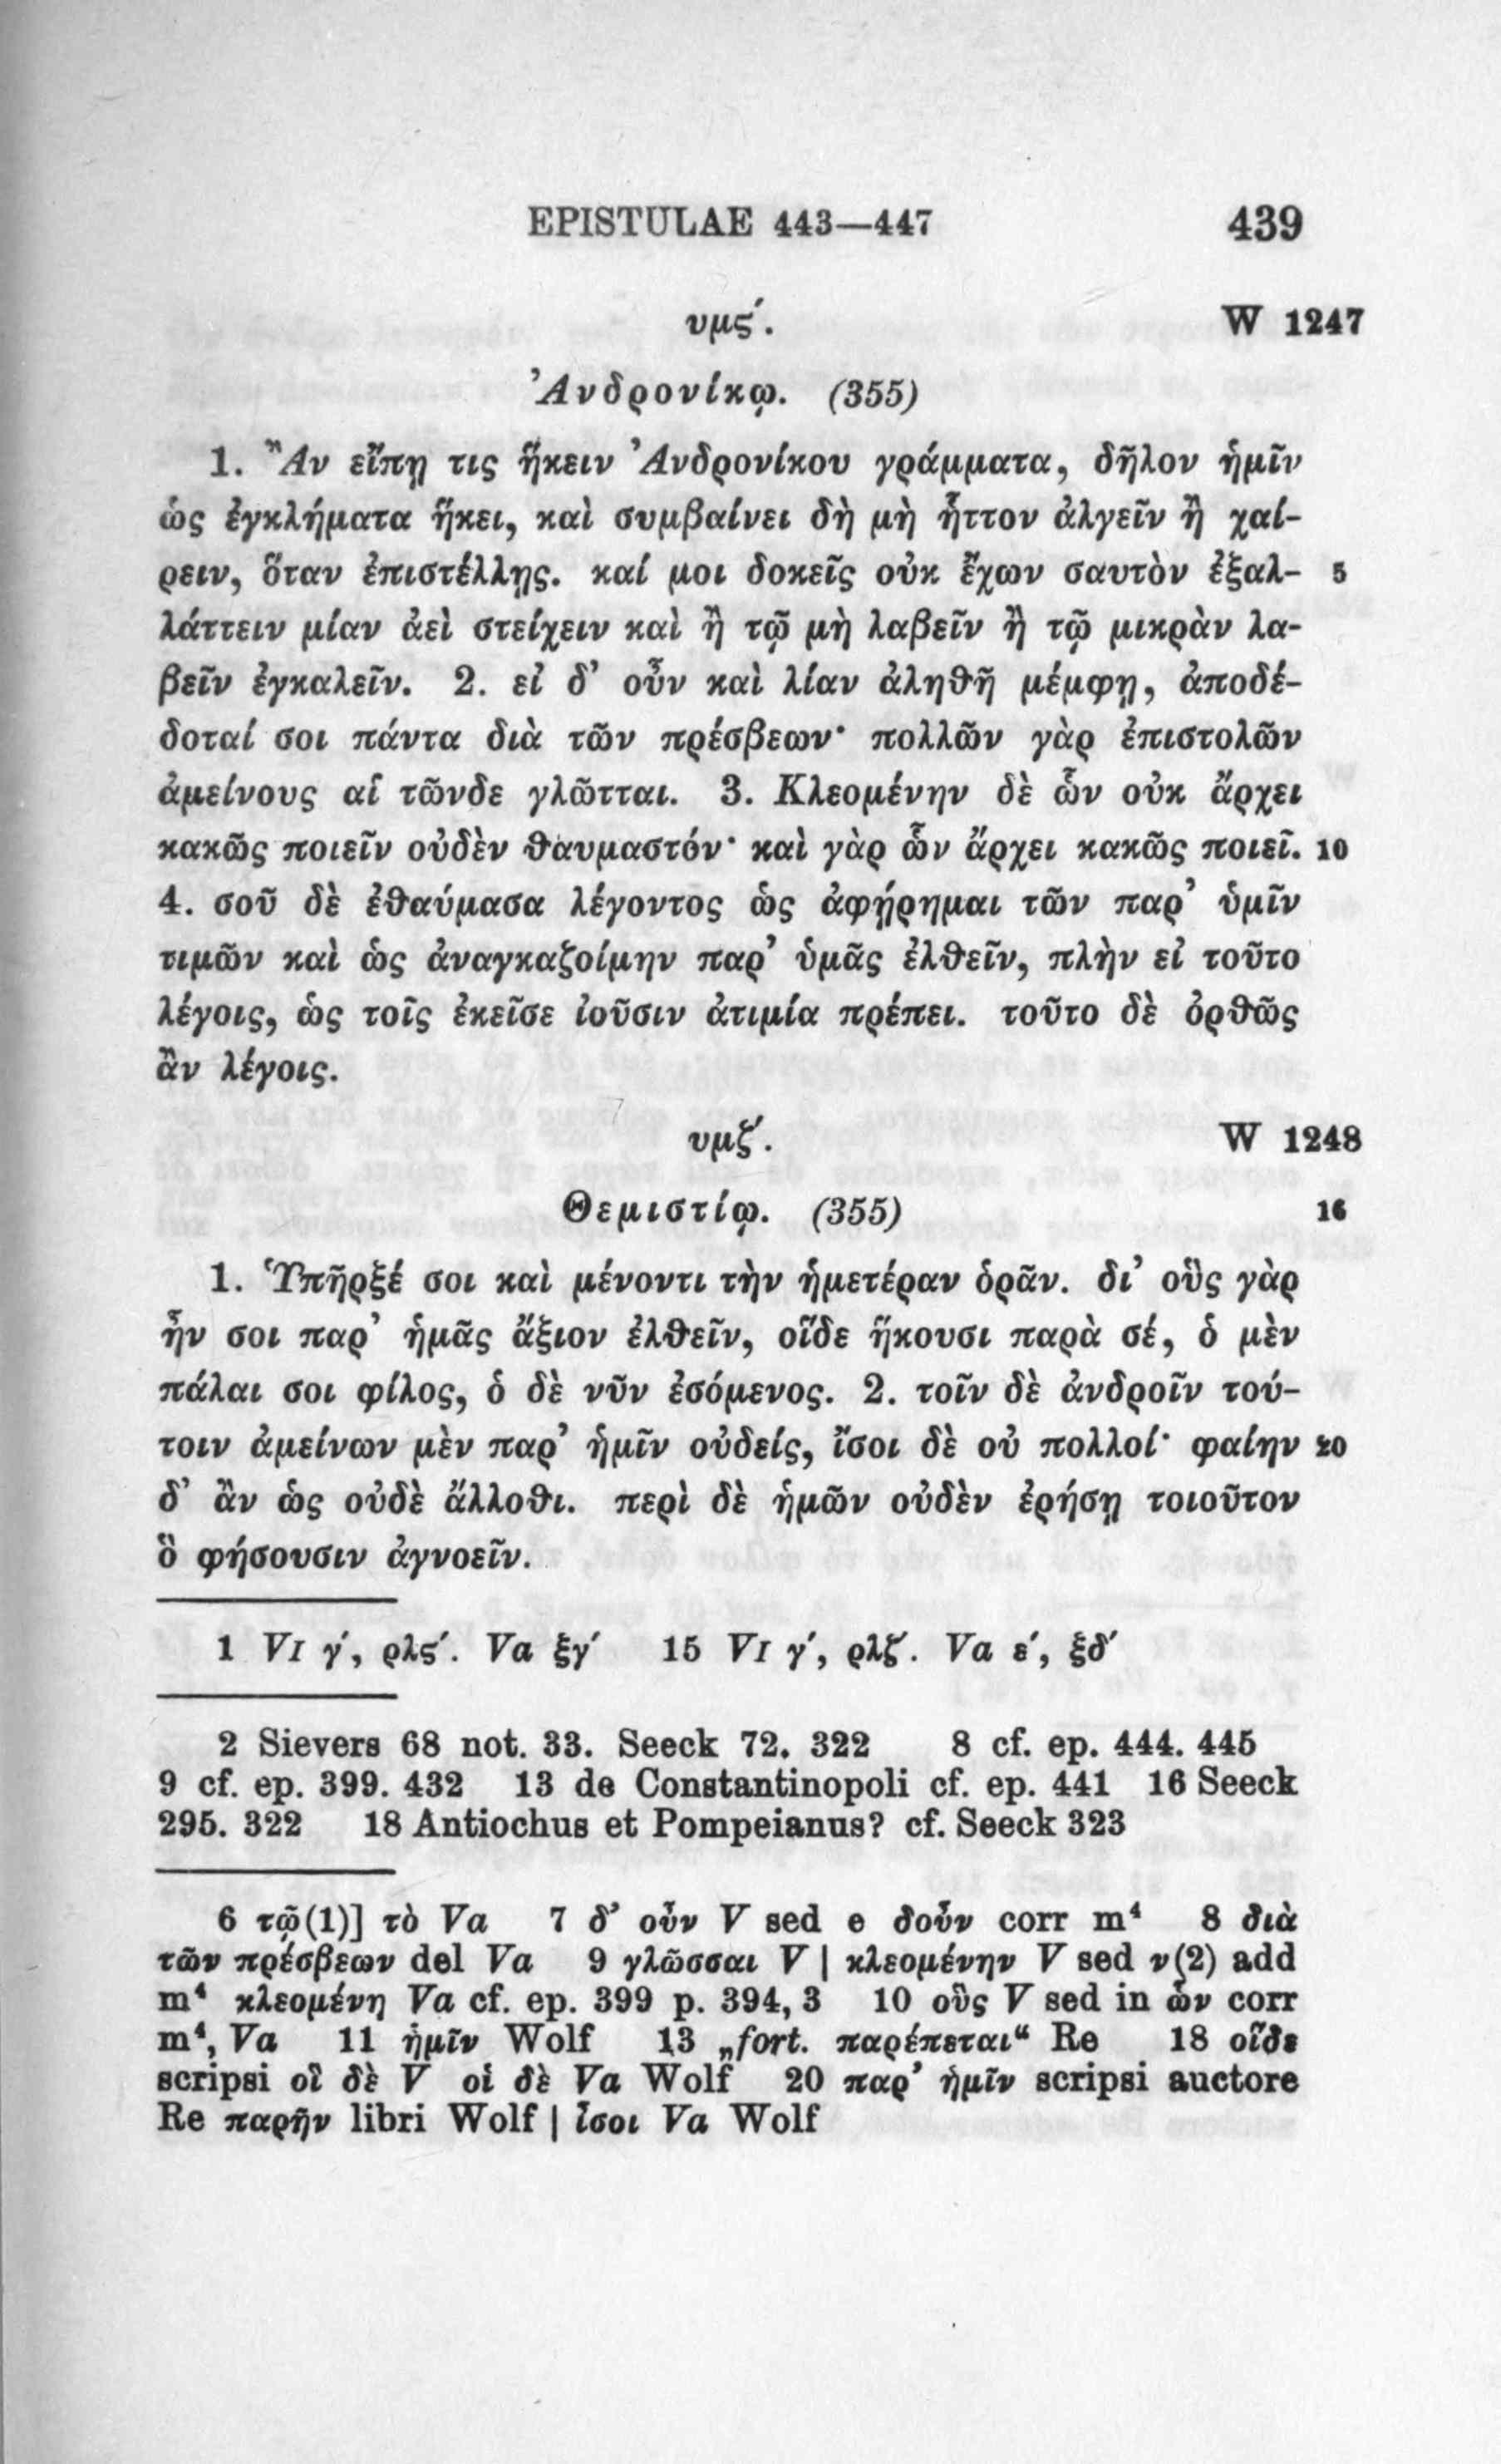 EPISTULAE 443—447 439
υμϛ´. W 1247
Ἀνδρονίκῳ. (355)
1. Ἂν εἴπῃ τις ἥκειν Ἀνδρονίκου γράμματα, δῆλον ἡμῖν
ὡς ἐγκλήματα ἥκει, καὶ συμβαίνει δὴ μὴ ἧττον ἀλγεῖν ἢ χαί-
ρειν, ὅταν ἐπιστέλλῃς. καί μοι δοκεῖς οὐκ ἔχων σαυτὸν ἐξαλ- 5
λάττειν μίαν ἀεὶ στείχειν καὶ ἢ τῷ μὴ λαβεῖν ἢ τῷ μικρὰν λα-
βεῖν ἐγκαλεῖν. 2. εἰ δ’ οὖν καὶ λίαν ἀληθῆ μέμφῃ, ἀποδέ-
δοταί σοι πάντα διὰ τῶν πρέσβεων· πολλῶν γὰρ ἐπιστολῶν
ἀμείνους αἱ τῶνδε γλῶτται. 3. Κλεομένην δὲ ὧν οὐκ ἄρχει
κακῶς ποιεῖν οὐδὲν θαυμαστόν· καὶ γὰρ ὧν ἄρχει κακῶς ποιεῖ. 10
4. σοῦ δὲ ἐθαύμασα λέγοντος ὡς ἀφῄρημαι τῶν παρ’ ὑμῖν
τιμῶν καὶ ὡς ἀναγκαζοίμην παρ’ ὑμᾶς ἐλθεῖν, πλὴν εἰ τοῦτο
λέγοις, ὡς τοῖς ἐκεῖσε ἰοῦσιν ἀτιμία πρέπει. τοῦτο δὲ ὀρθῶς
ἂν λέγοις.
υμζ´. W 1248
Θεμιστίῳ. (355) 16
1. Ὑπῆρξέ σοι καὶ μένοντι τὴν ἡμετέραν ὁρᾶν. δι’ οὓς γὰρ
ἦν σοι παρ’ ἡμᾶς ἄξιον ἐλθεῖν, οἵδε ἥκουσι παρὰ σέ, ὁ μὲν
πάλαι σοι φίλος, ὁ δὲ νῦν ἐσόμενος. 2. τοῖν δὲ ἀνδροῖν τού-
τοιν ἀμείνων μὲν παρ’ ἡμῖν οὐδείς, ἴσοι δὲ οὐ πολλοί· φαίην 20
δ’ ἂν ὡς οὐδὲ ἄλλοθι. περὶ δὲ ἡμῶν οὐδὲν ἐρήσῃ τοιοῦτον
ὃ φήσουσιν ἀγνοεῖν.
1 VI γ´, ρλϛ´. Va ξγ´ 15 VI γ´, ρλζ´. Va ε´, ξδ´
2 Sievers 68 not. 33. Seeck 72. 322 8 cf. ep. 444. 445
9 cf. ep. 399. 432 13 de Constantinopoli cf. ep. 441 16 Seeck
295. 322 18 Antiochus et Pompeianus? cf. Seeck 323
6 τῷ(1)] τὸ Va 7 δ’ οὖν V sed e δοῦν corr m⁴ 8 διὰ
τῶν πρέσβεων del Va 9 γλῶσσαι V | κλεομένην V sed ν(2) add
m⁴ κλεομένη Va cf. ep. 399 p. 394, 3 10 οὓς V sed in ὧν corr
m⁴, Va 11 ἡμῖν Wolf 13 „fort. παρέπεται“ Re 18 οἵδε
scripsi οἳ δὲ V οἱ δὲ Va Wolf 20 παρ’ ἡμῖν scripsi auctore
Re παρῆν libri Wolf | ἶσοι Va Wolf